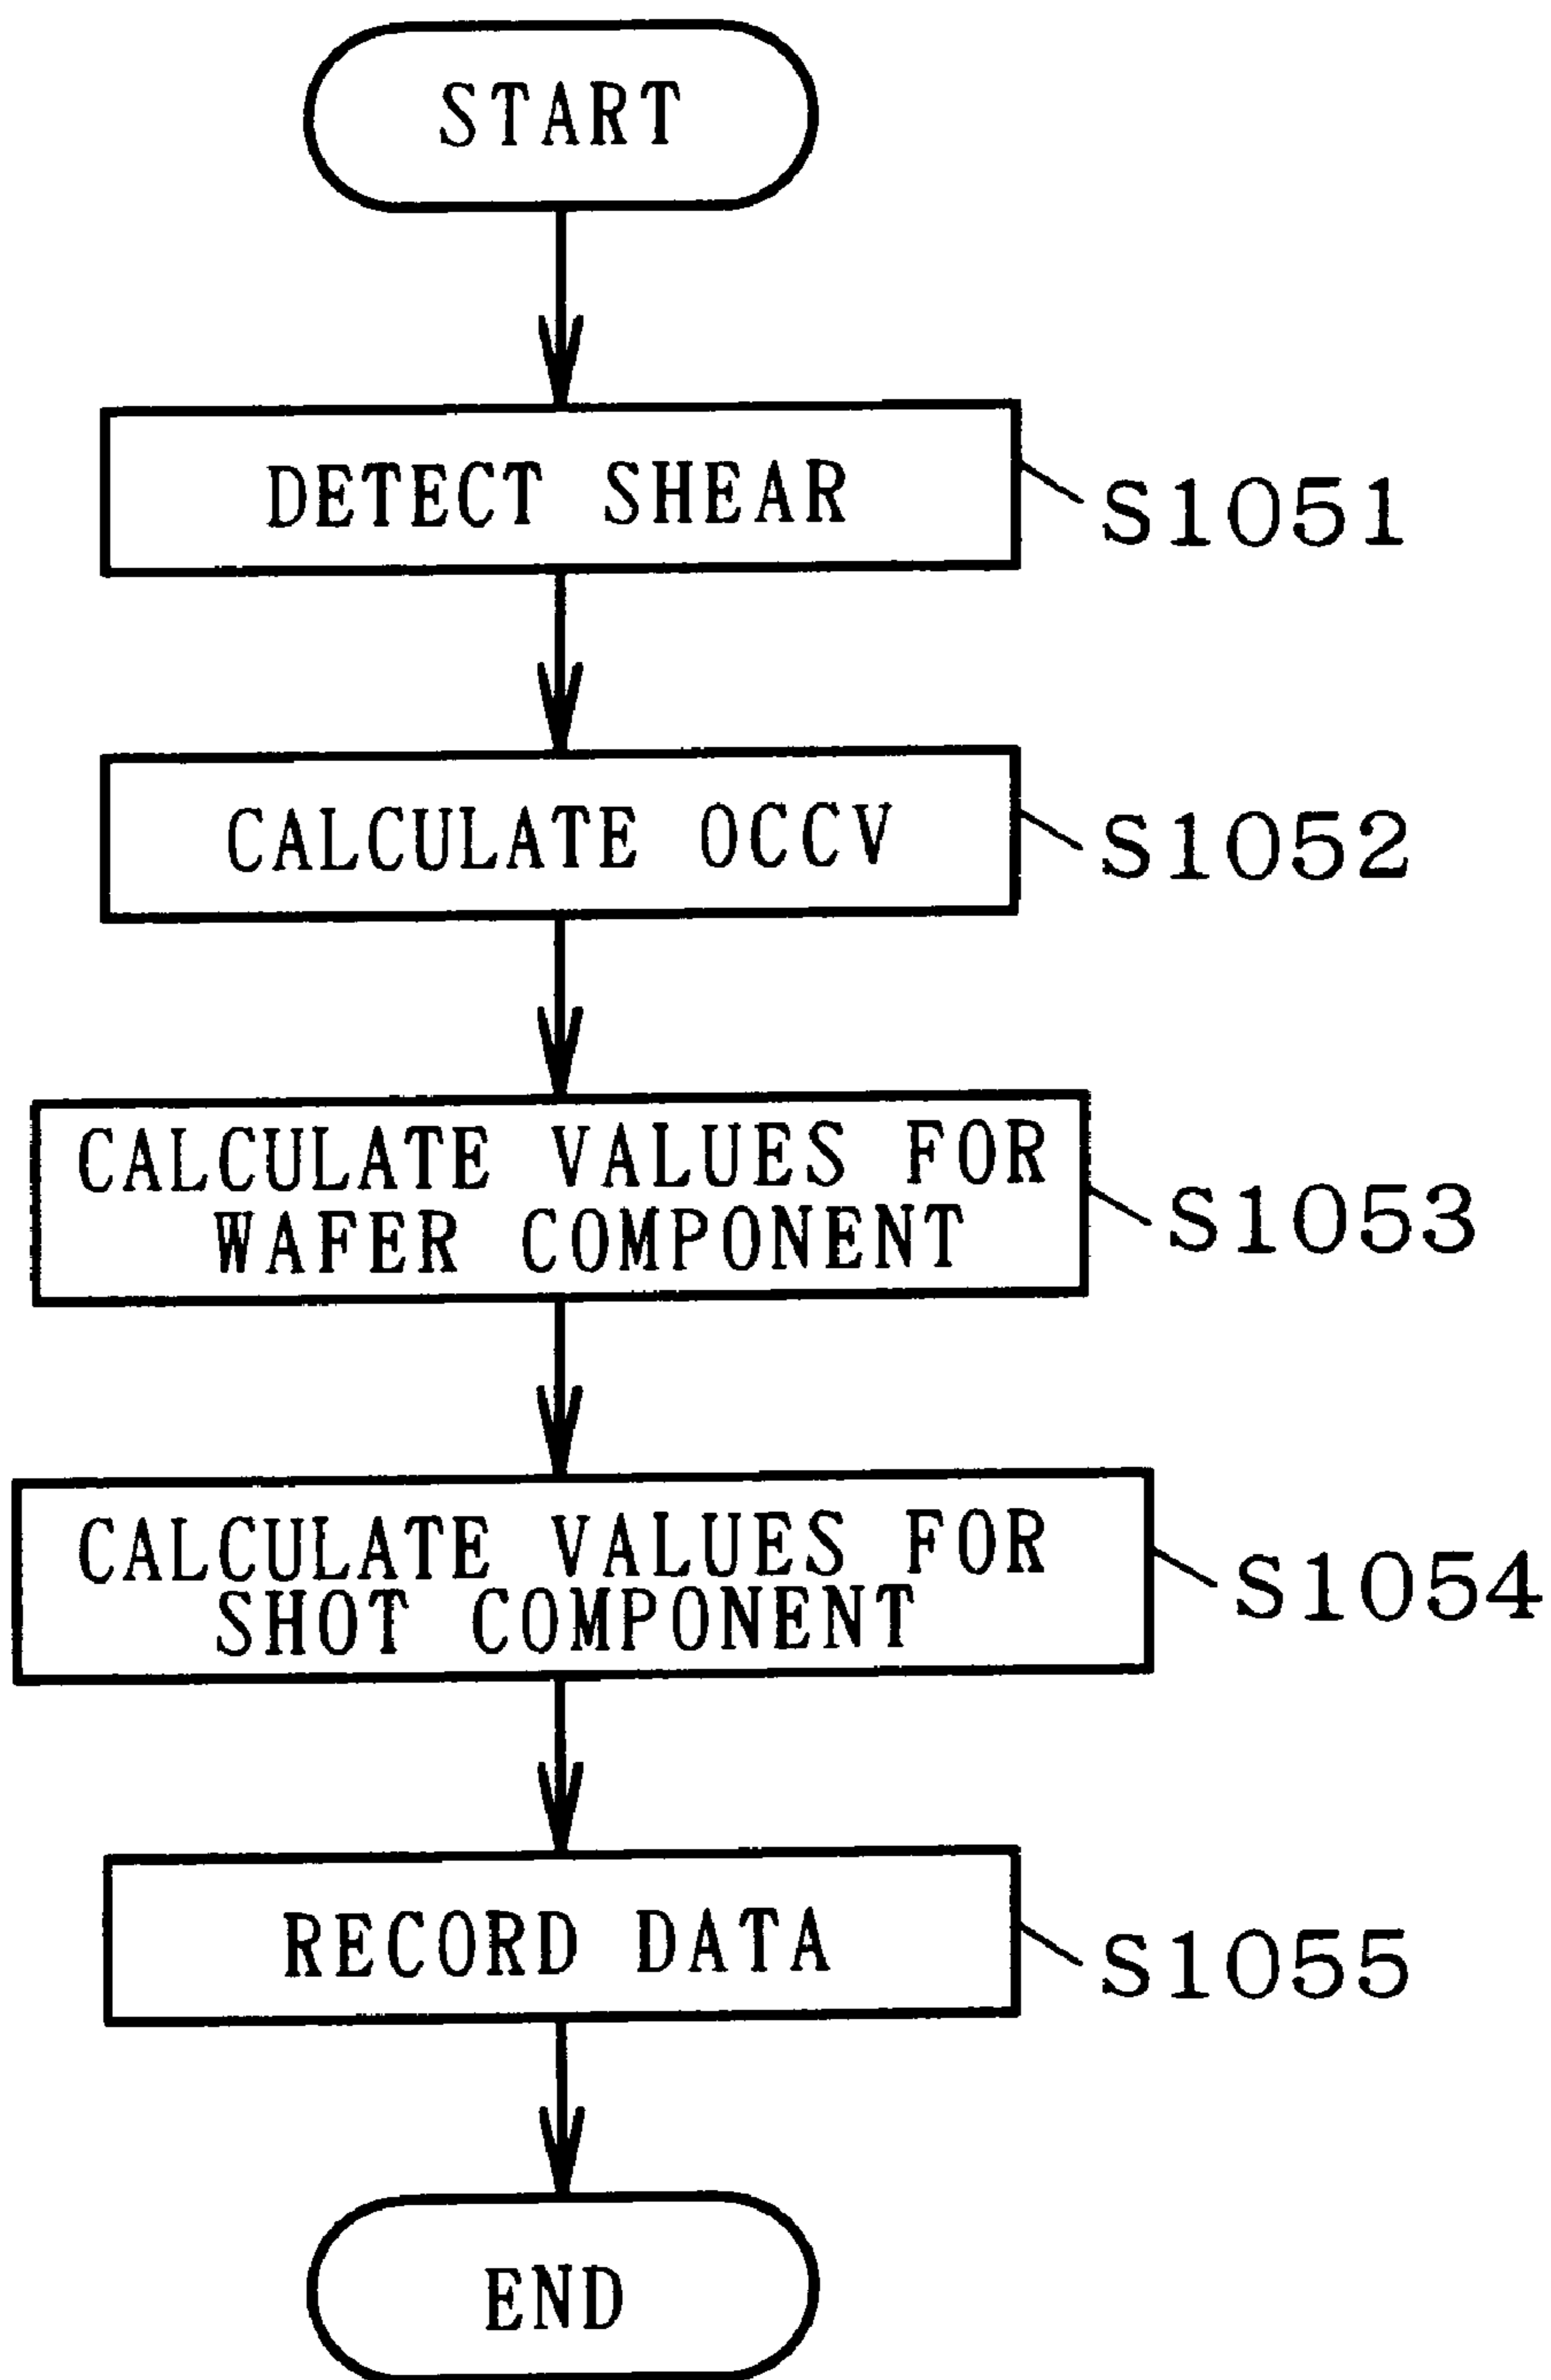 START
DETECT SHEAR
S1051
CALCULATE OCCV
S1052
CALCULATE VALUES FOR
WAFER COMPONENT
S1053
CALCULATE VALUES FOR
SHOT COMPONENT
S1054
RECORD DATA
S1055
END